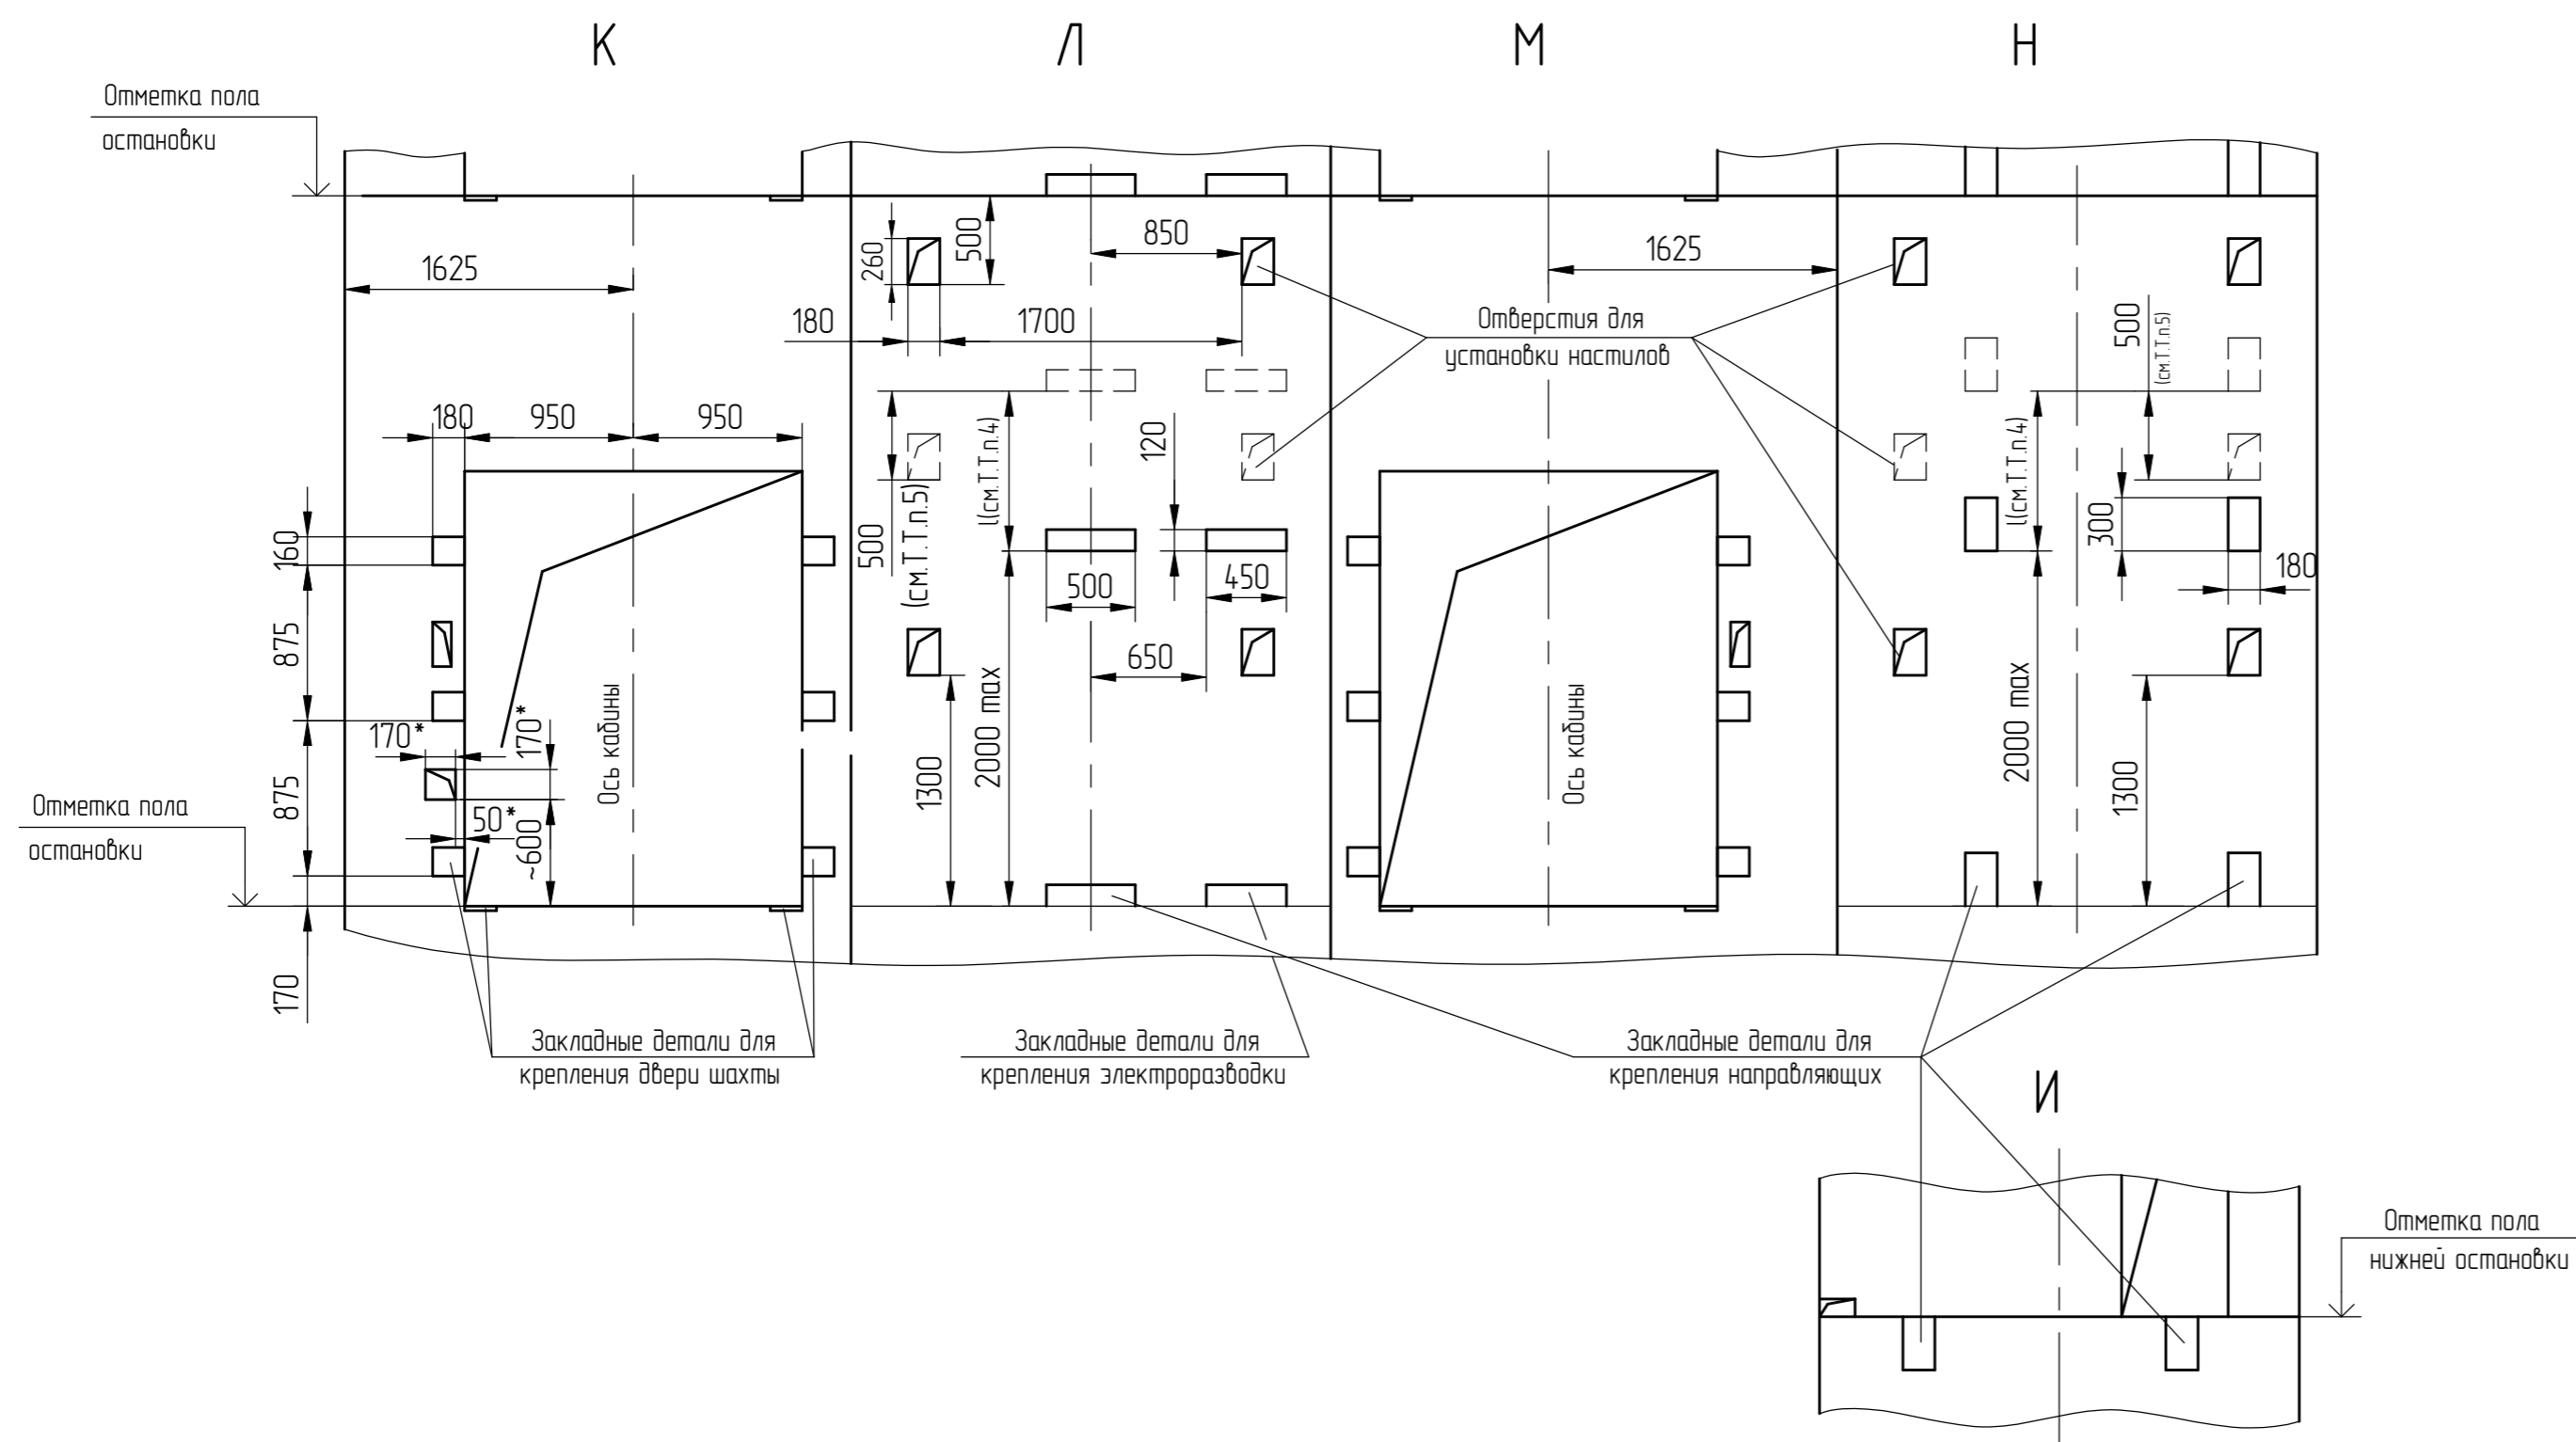 К
Л
М
Н
Отметка пола
остановки
1625
180
950
950
160
875
875
170
170*
170*
50*
~600
Ось кабины
Отметка пола
остановки
260
500
850
180
1700
500
(см.Т.Т.п.5)
l(см.Т.Т.п.4)
120
500
450
650
1300
2000 max
1625
Отверстия для
установки настилов
Ось кабины
500
(см.Т.Т.п.5)
l(см.Т.Т.п.4)
300
180
2000 max
1300
Закладные детали для
крепления двери шахты
Закладные детали для
крепления электроразводки
Закладные детали для
крепления направляющих
И
Отметка пола
нижней остановки